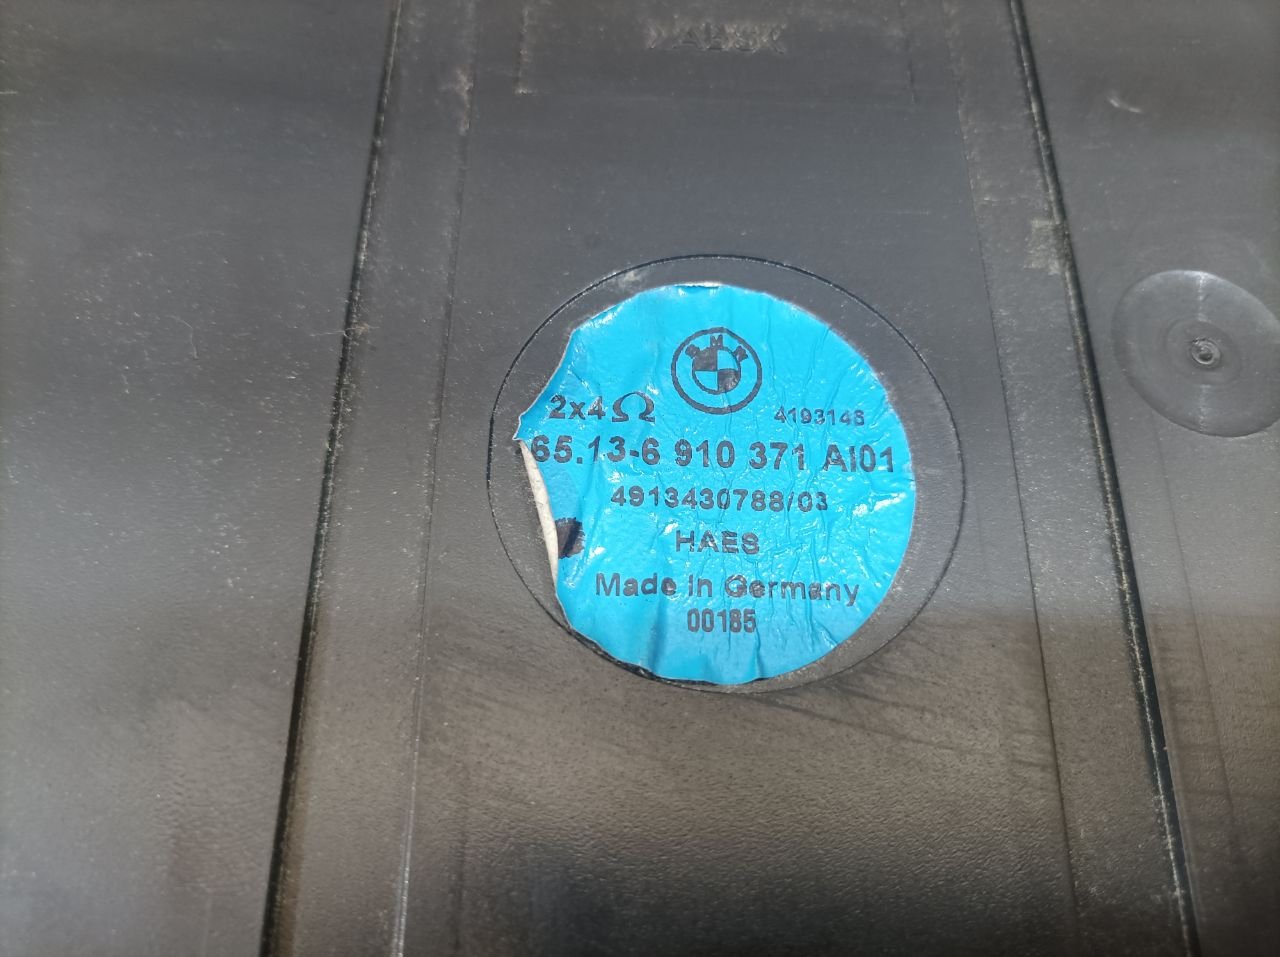 BMW
2x4Ω 4193148
65.13-6 910 371 AI01
4913430788/03
HAES
Made in Germany
00185